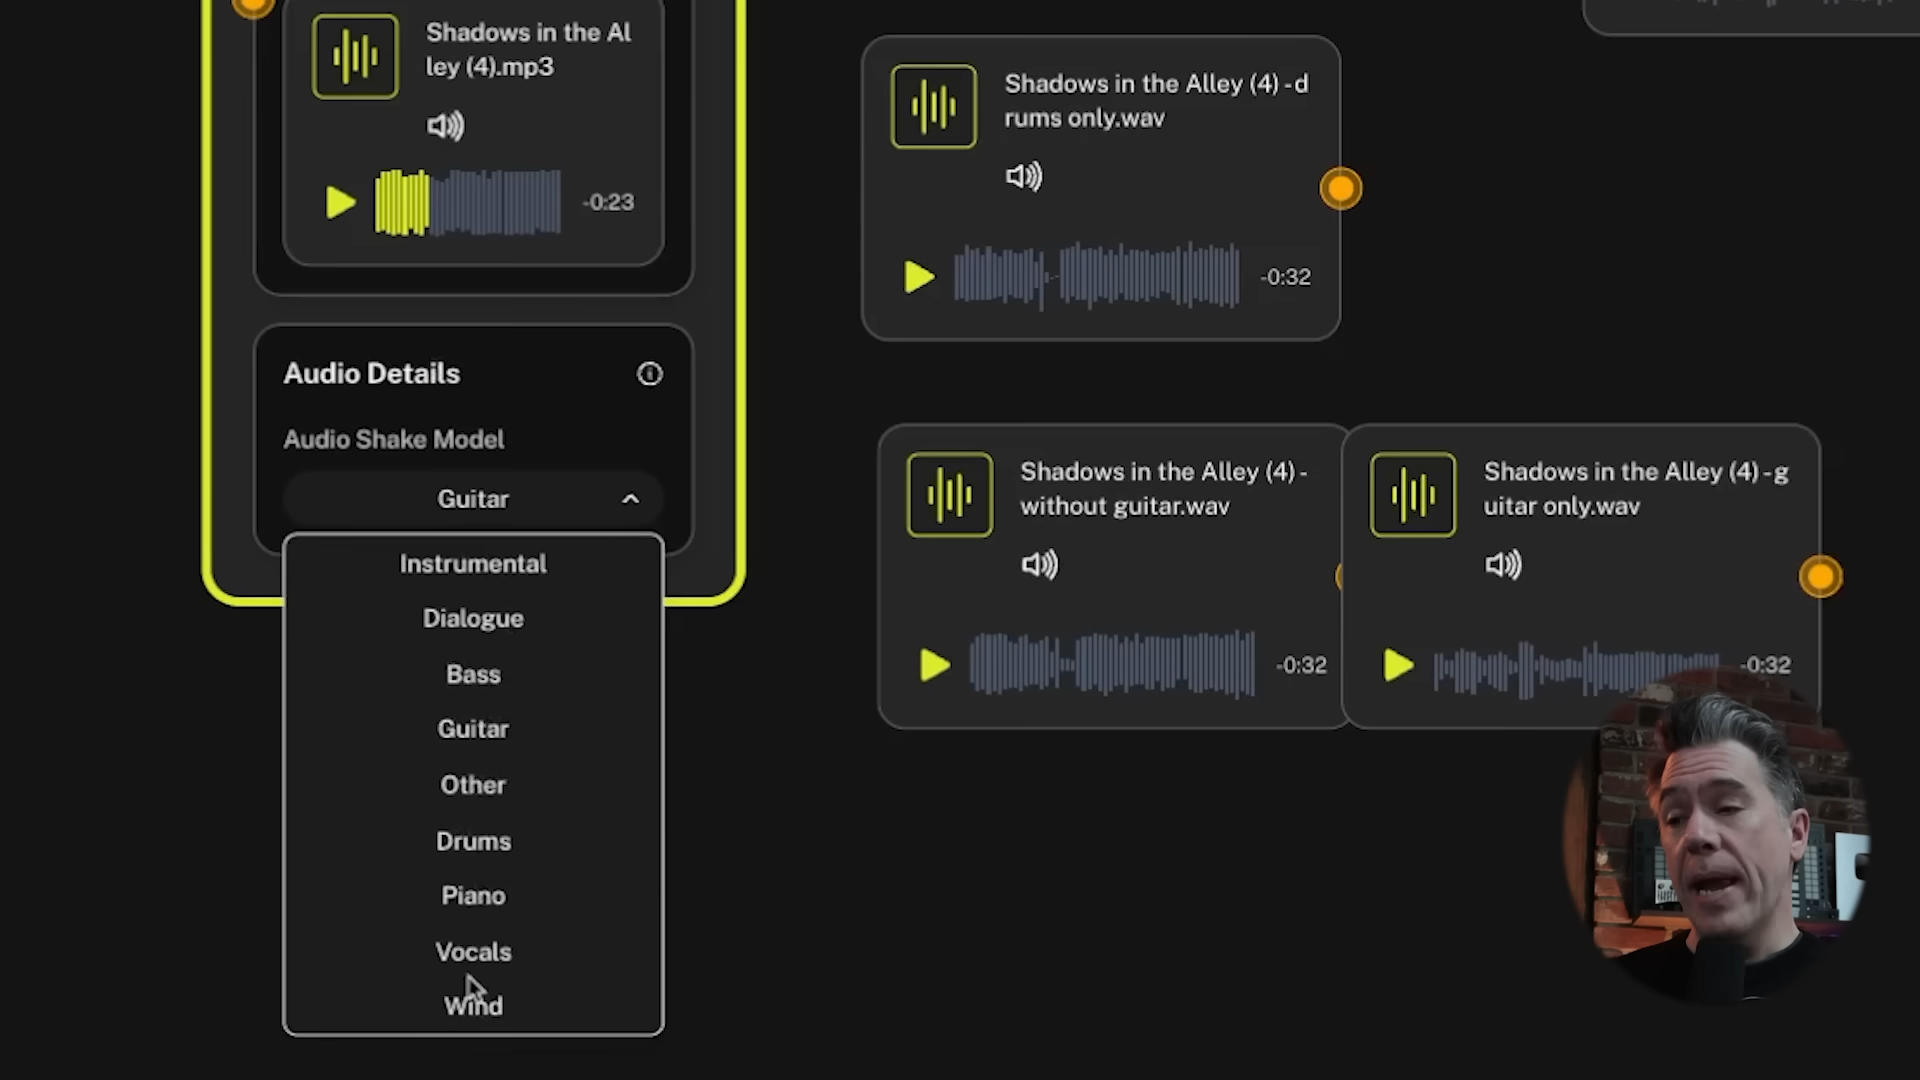 Shadows in the Al
ley (4).mp3
-0:23
Audio Details
Audio Shake Model
Guitar
Instrumental
Dialogue
Bass
Guitar
Other
Drums
Piano
Vocals
Wind
Shadows in the Alley (4) - d
rums only.wav
-0:32
Shadows in the Alley (4) -
without guitar.wav
-0:32
Shadows in the Alley (4) - g
uitar only.wav
-0:32